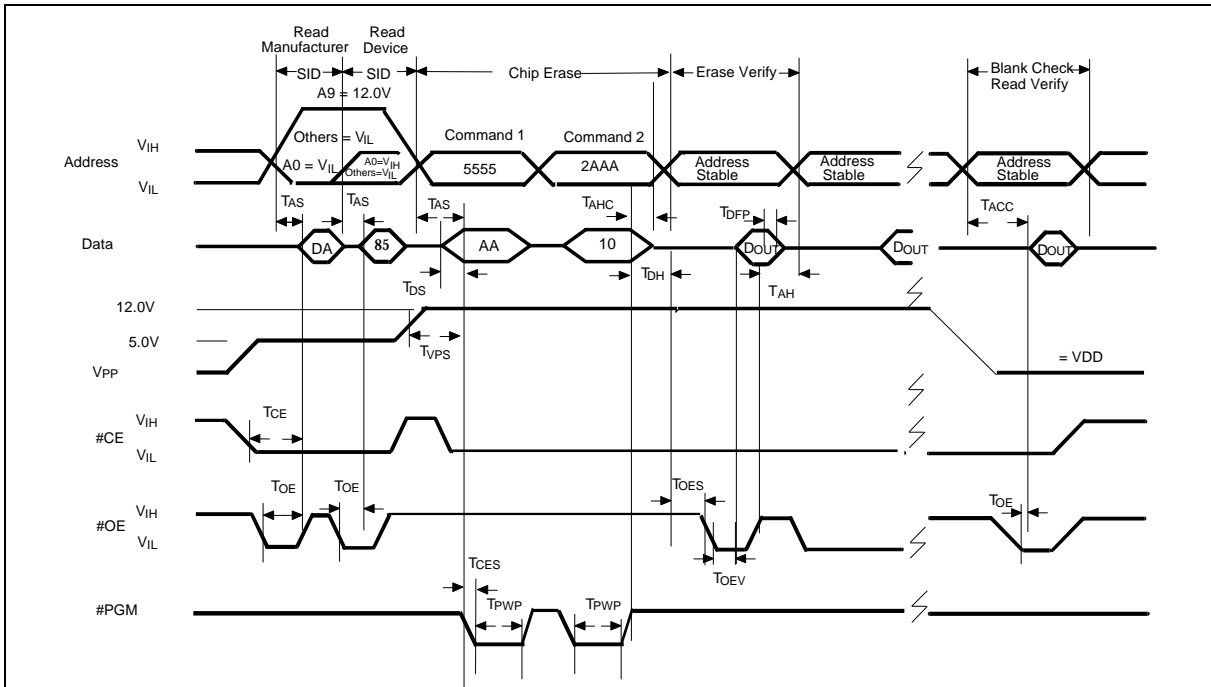 Read
Manufacturer
SID
Read
Device
SID
Chip Erase
Erase Verify
Blank Check
Read Verify
A9 = 12.0V
Others = VIL
Command 1
Command 2
Address
VIH
VIL
A0 = VIL
A0=VIH
Others=VIL
5555
2AAA
Address
Stable
Address
Stable
Address
Stable
TAS
TAS
TAS
TAHC
TDFP
TACC
Data
DA
85
AA
10
DOUT
DOUT
DOUT
TDS
TDH
TAH
12.0V
5.0V
VPP
TVPS
= VDD
#CE
VIH
VIL
TCE
#OE
VIH
VIL
TOE
TOE
TOES
TOE
TOEV
TCES
#PGM
TPWP
TPWP